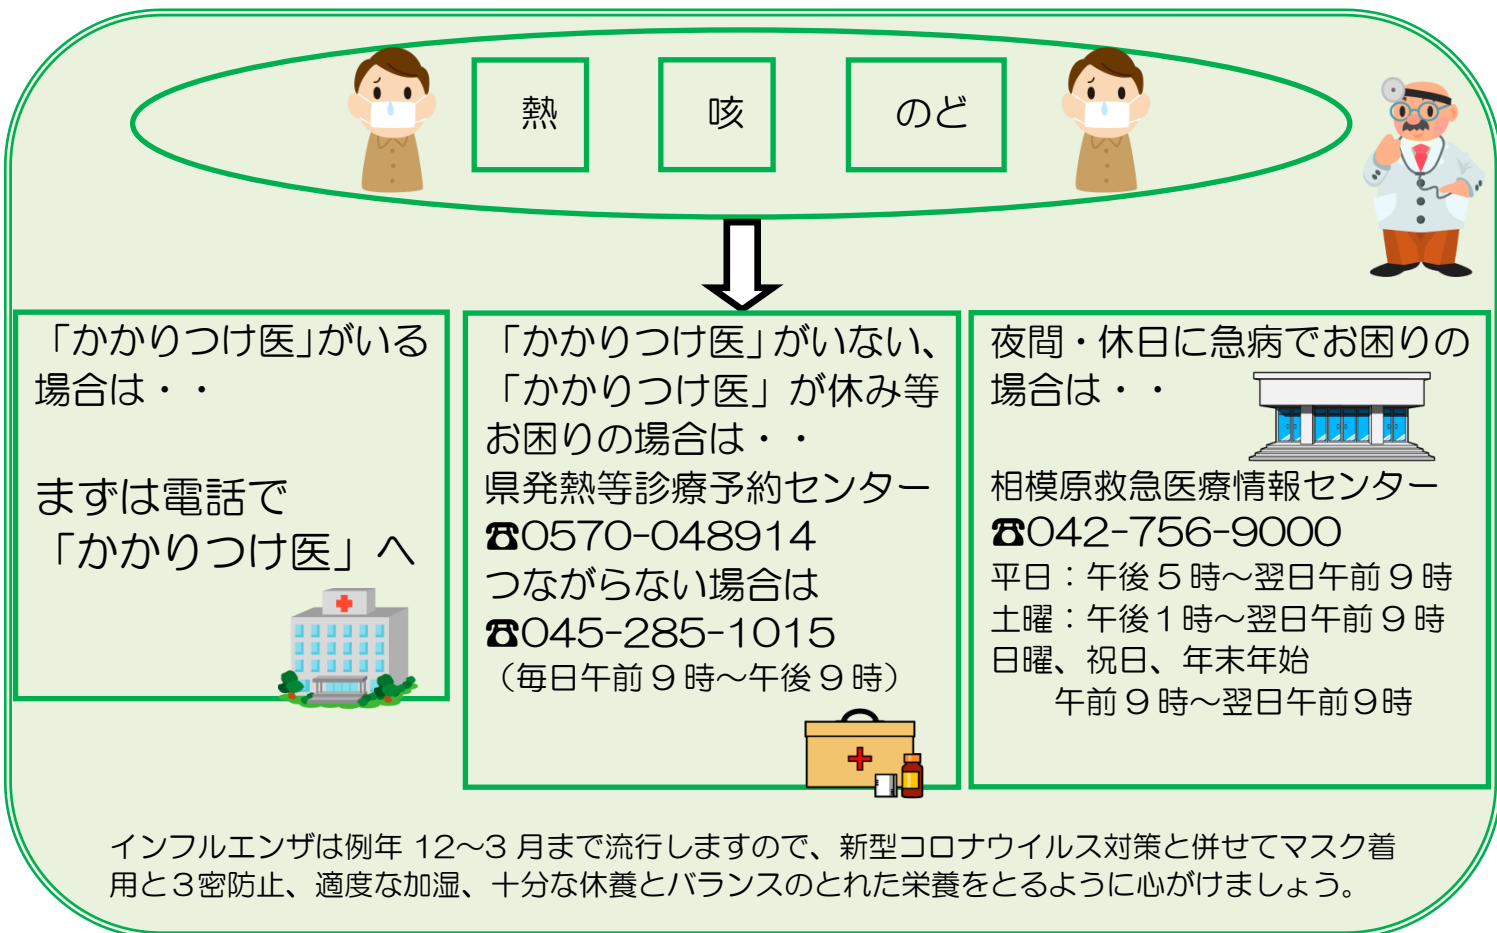 熱
咳
のど
「かかりつけ医」がいる
場合は・・
まずは電話で
「かかりつけ医」へ
「かかりつけ医」がいない、
「かかりつけ医」が休み等
お困りの場合は・・
県発熱等診療予約センター
☎0570-048914
つながらない場合は
☎045-285-1015
（毎日午前９時～午後９時）
夜間・休日に急病でお困りの
場合は・・
相模原救急医療情報センター
☎042-756-9000
平日：午後５時～翌日午前９時
土曜：午後１時～翌日午前９時
日曜、祝日、年末年始
午前９時～翌日午前９時
インフルエンザは例年 12～3 月まで流行しますので、新型コロナウイルス対策と併せてマスク着
用と３密防止、適度な加湿、十分な休養とバランスのとれた栄養をとるように心がけましょう。